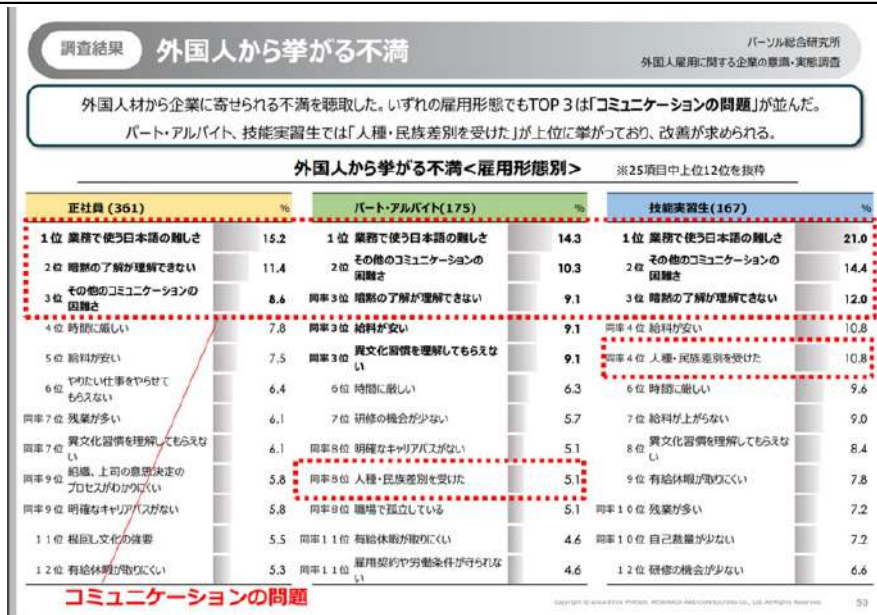 調査結果
外国人から挙がる不満
パーソル総合研究所
外国人雇用に関する企業の意識・実態調査
外国人材から企業に寄せられる不満を聴取した。いずれの雇用形態でもTOP3は「コミュニケーションの問題」が並んだ。
パート・アルバイト、技能実習生では「人種・民族差別を受けた」が上位に挙がっており、改善が求められる。
外国人から挙がる不満<雇用形態別>
※25項目中上位12位を抜粋
正社員 (361) %
1位 業務で使う日本語の難しさ 15.2
2位 暗黙の了解が理解できない 11.4
3位 その他のコミュニケーションの
困難さ 8.6
4位 時間に厳しい 7.8
5位 給料が安い 7.5
6位 やりたい仕事をやらせて
もらえない 6.4
同率7位 残業が多い 6.1
同率7位 異文化習慣を理解してもらえな
い 6.1
同率9位 組織、上司の意思決定の
プロセスがわかりにくい 5.8
同率9位 明確なキャリアパスがない 5.8
11位 根回し文化の強要 5.5
12位 有給休暇が取りにくい 5.3
パート・アルバイト(175) %
1位 業務で使う日本語の難しさ 14.3
2位 その他のコミュニケーションの
困難さ 10.3
同率3位 暗黙の了解が理解できない 9.1
同率3位 給料が安い 9.1
同率3位 異文化習慣を理解してもらえな
い 9.1
6位 時間に厳しい 6.3
7位 研修の機会が少ない 5.7
同率8位 明確なキャリアパスがない 5.1
同率8位 人種・民族差別を受けた 5.1
同率8位 職場で孤立している 5.1
同率11位 有給休暇が取りにくい 4.6
同率11位 雇用契約や労働条件が守られな
い 4.6
技能実習生(167) %
1位 業務で使う日本語の難しさ 21.0
2位 その他のコミュニケーションの
困難さ 14.4
3位 暗黙の了解が理解できない 12.0
同率4位 給料が安い 10.8
同率4位 人種・民族差別を受けた 10.8
6位 時間に厳しい 9.6
7位 給料が上がらない 9.0
8位 異文化習慣を理解してもらえな
い 8.4
9位 有給休暇が取りにくい 7.8
同率10位 残業が多い 7.2
同率10位 自己裁量が少ない 7.2
12位 研修の機会が少ない 6.6
コミュニケーションの問題
53